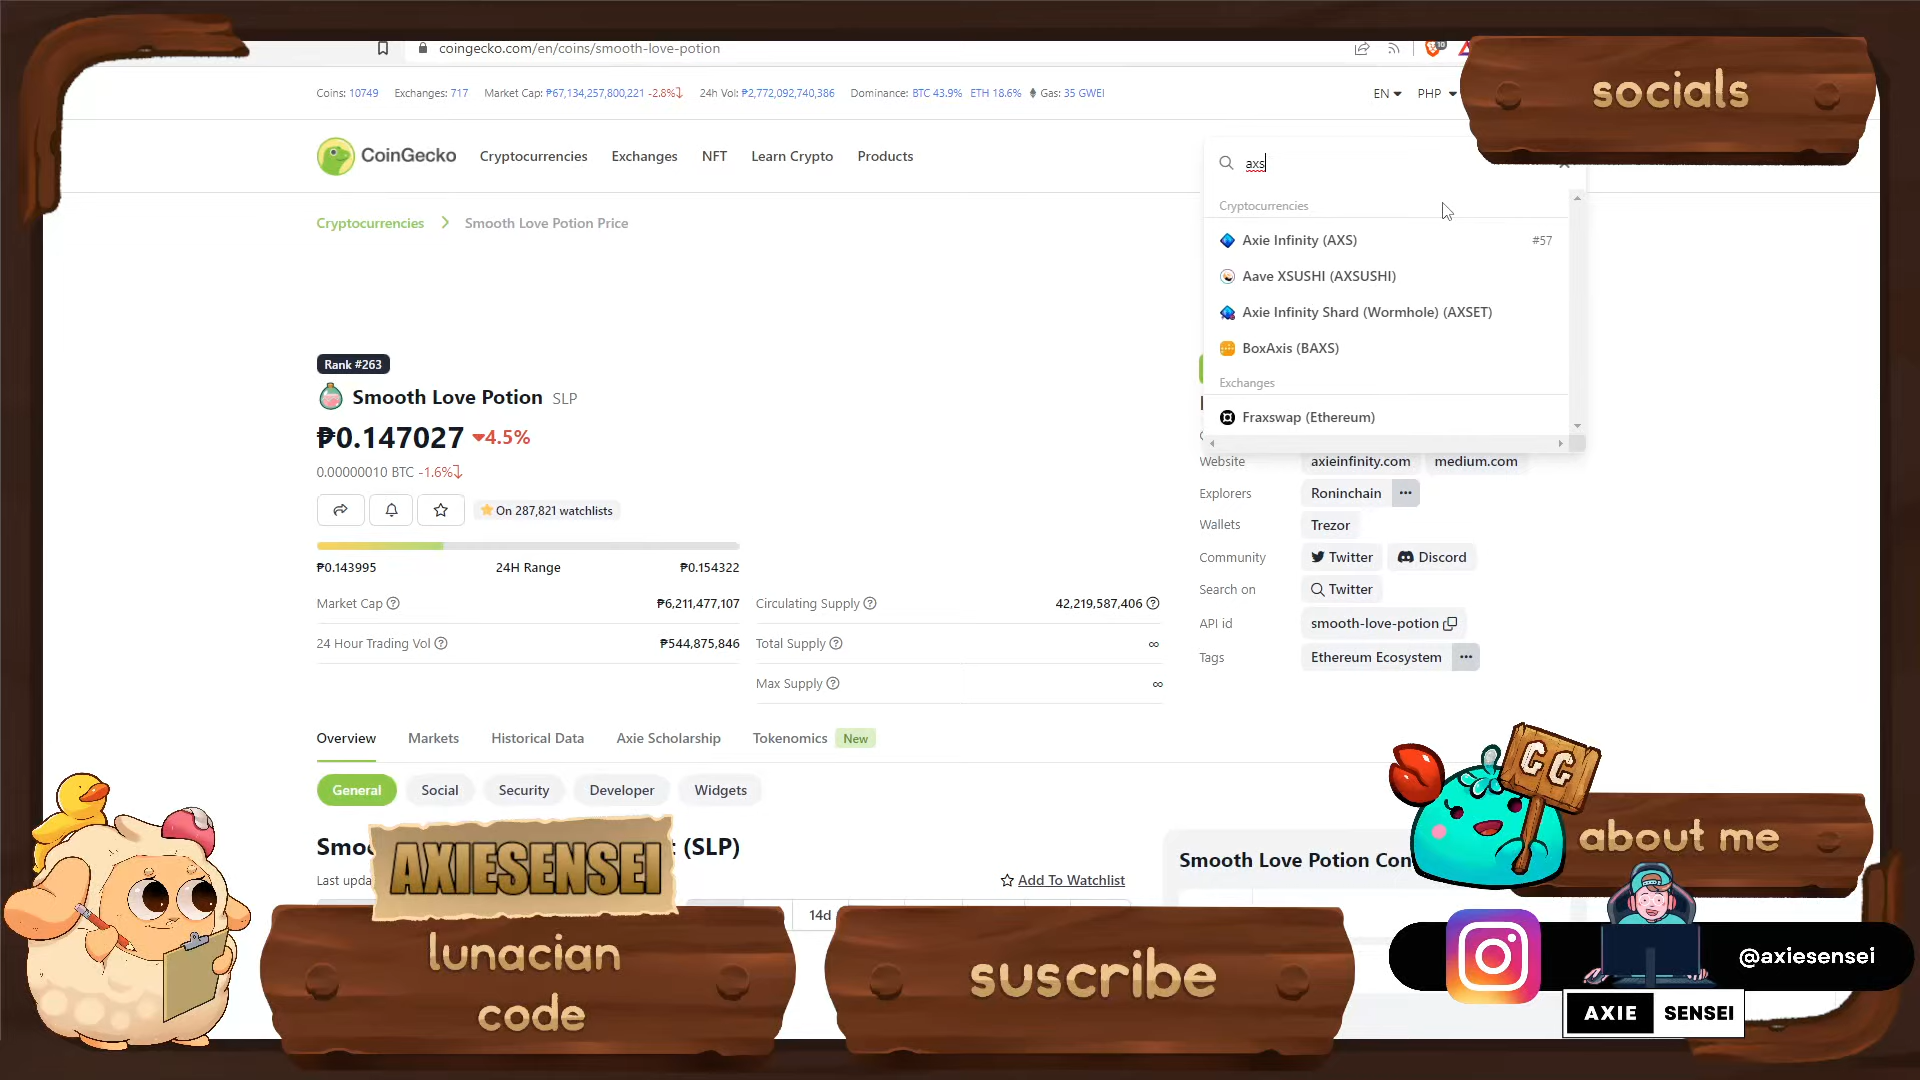 coingecko.com/en/coins/smooth-love-potion
10
socials
Coins: 10749 Exchanges: 717 Market Cap: ₱67,134,257,800,221 -2.8% 24h Vol: ₱2,772,092,740,386 Dominance: BTC 43.9% ETH 18.6% Gas: 35 GWEI
EN PHP
CoinGecko Cryptocurrencies Exchanges NFT Learn Crypto Products
axs
Cryptocurrencies
Axie Infinity (AXS) #57
Aave XSUSHI (AXSUSHI)
Axie Infinity Shard (Wormhole) (AXSET)
BoxAxis (BAXS)
Exchanges
Fraxswap (Ethereum)
Cryptocurrencies Smooth Love Potion Price
Rank #263
Smooth Love Potion SLP
₱0.147027 4.5%
0.00000010 BTC -1.6%
On 287,821 watchlists
₱0.143995 24H Range ₱0.154322
Market Cap ₱6,211,477,107
24 Hour Trading Vol ₱544,875,846
Circulating Supply 42,219,587,406
Total Supply ∞
Max Supply ∞
Website axieinfinity.com medium.com
Explorers Roninchain
Wallets Trezor
Community Twitter Discord
Search on Twitter
API id smooth-love-potion
Tags Ethereum Ecosystem
Overview Markets Historical Data Axie Scholarship Tokenomics New
General Social Security Developer Widgets
(SLP)
Add To Watchlist
14d
Smooth Love Potion Con
CC
about me
AXIESENSEI
lunacian
code
suscribe
@axiesensei
AXIE SENSEI